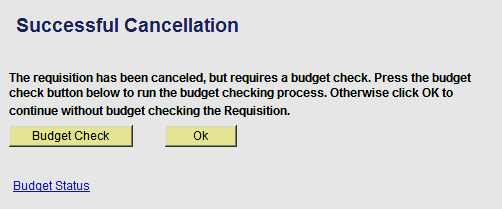 Successful Cancellation
The requisition has been canceled, but requires a budget check. Press the budget
check button below to run the budget checking process. Otherwise click OK to
continue without budget checking the Requisition.
Budget Check Ok
Budget Status